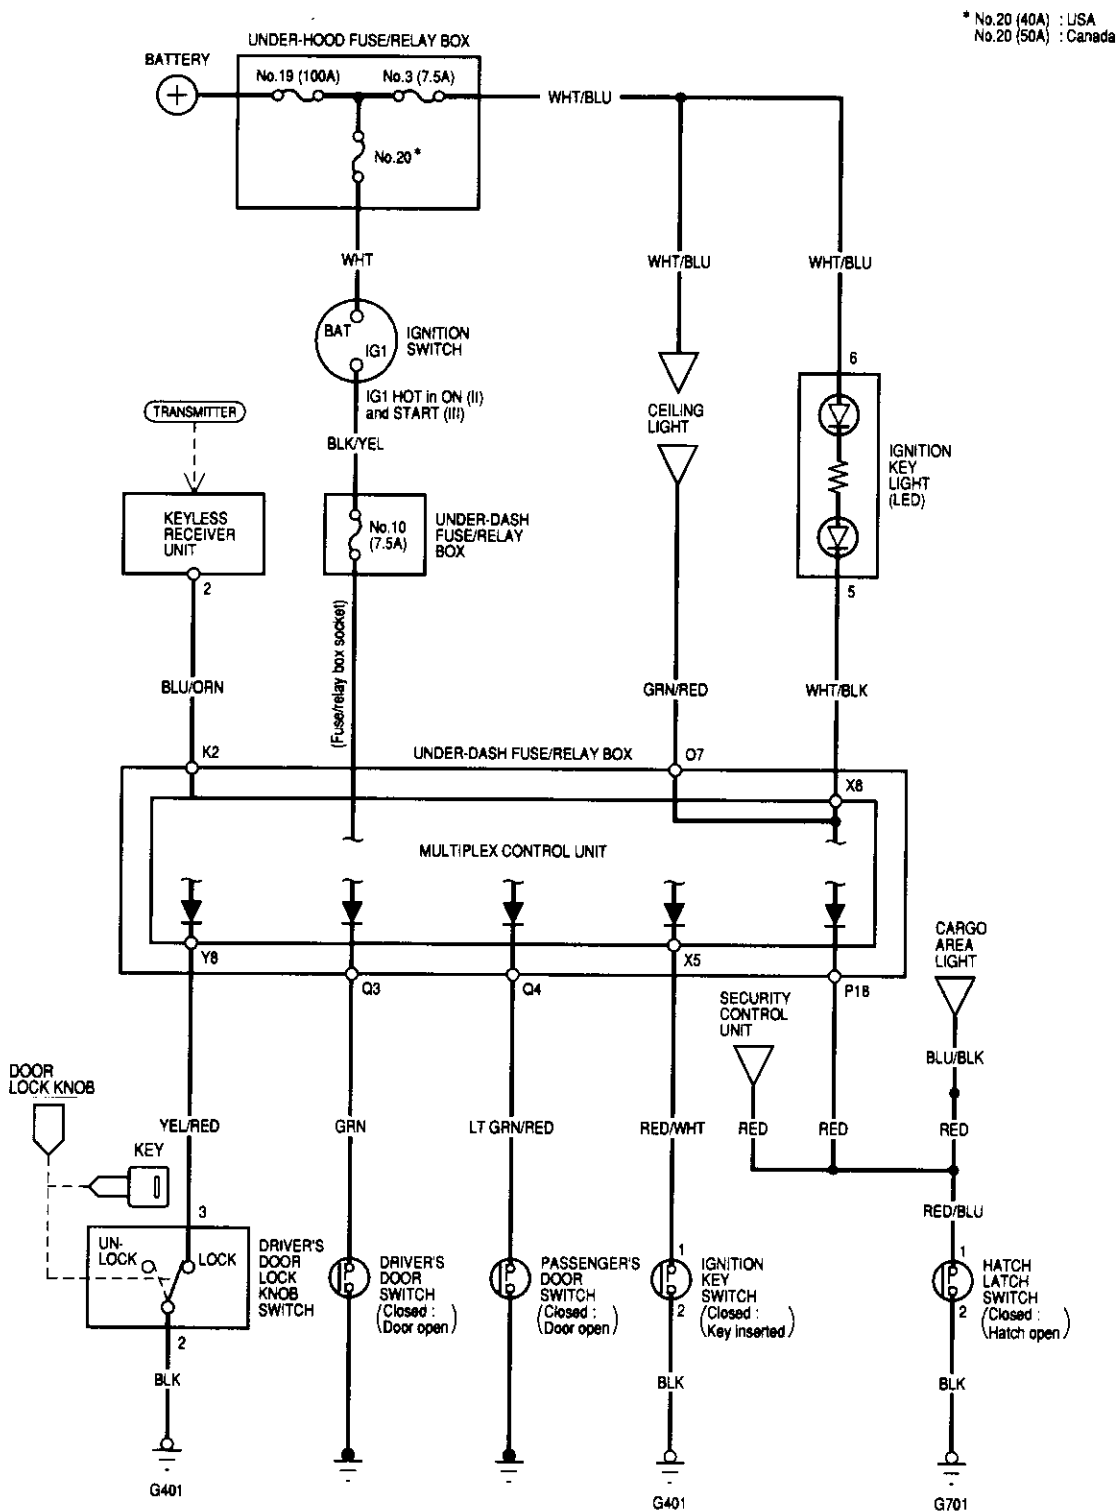 * No.20 (40A) : USA
No.20 (50A) : Canada
UNDER-HOOD FUSE/RELAY BOX
BATTERY
No.19 (100A)
No.3 (7.5A)
WHT/BLU
No.20 *
WHT
WHT/BLU
WHT/BLU
BAT
IG1
IGNITION
SWITCH
IG1 HOT in ON (II)
and START (III)
6
TRANSMITTER
CEILING
LIGHT
BLK/YEL
IGNITION
KEY
LIGHT
(LED)
KEYLESS
RECEIVER
UNIT
No.10
(7.5A)
UNDER-DASH
FUSE/RELAY
BOX
2
5
(Fuse/relay box socket)
BLU/ORN
GRN/RED
WHT/BLK
K2
UNDER-DASH FUSE/RELAY BOX
O7
X8
MULTIPLEX CONTROL UNIT
Y8
Q3
Q4
X5
P18
CARGO
AREA
LIGHT
SECURITY
CONTROL
UNIT
BLU/BLK
DOOR
LOCK KNOB
YEL/RED
GRN
LT GRN/RED
RED/WHT
RED
RED
RED
KEY
3
RED/BLU
UN-
LOCK
LOCK
DRIVER'S
DOOR
LOCK
KNOB
SWITCH
DRIVER'S
DOOR
SWITCH
(Closed :
Door open)
PASSENGER'S
DOOR
SWITCH
(Closed :
Door open)
1
2
IGNITION
KEY
SWITCH
(Closed :
Key inserted)
1
2
HATCH
LATCH
SWITCH
(Closed :
Hatch open)
2
BLK
BLK
BLK
G401
G401
G701